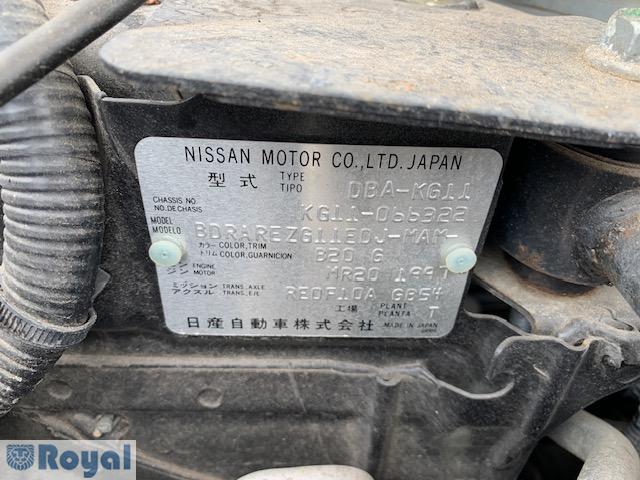 NISSAN MOTOR CO.,LTD. JAPAN
型式 TYPE TIPO DBA-KG11
CHASSIS NO. NO.DECHASIS KG11-066322
MODEL MODELO BDRAREZG11EDJ-MAM-
カラー COLOR,TRIM
トリム COLOR,GUARNICION B20 G
エンジン ENGINE MOTOR MR20 1997
ミッション TRANS,AXLE
アクスル TRANS,EJE RE0F10A GB54
工場 PLANT PLANTA T
日産自動車株式会社 MADE IN JAPAN
Royal